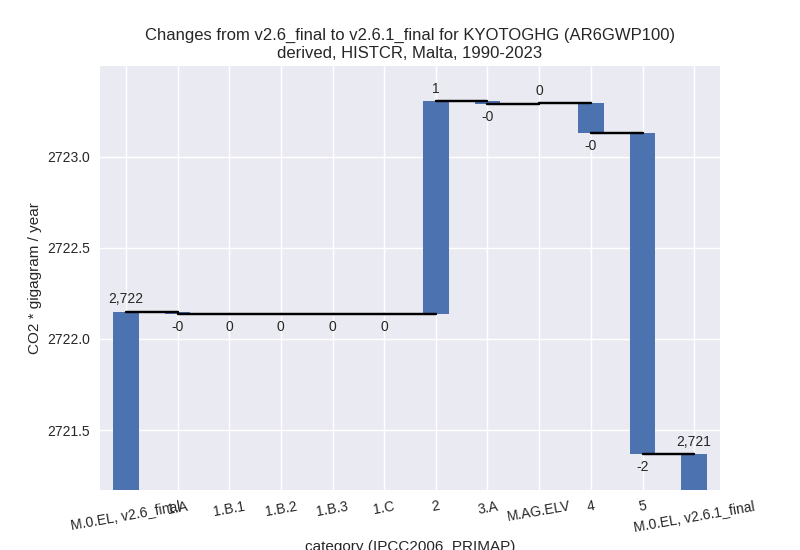 Changes from v2.6_final to v2.6.1_final for KYOTOGHG (AR6GWP100)
derived, HISTCR, Malta, 1990-2023
CO2 * gigagram / year
2723.0
2722.5
2722.0
2721.5
2,722
-0
0
0
0
0
1
-0
0
-0
-2
2,721
M.0.EL, v2.6_final
1.A
1.B.1
1.B.2
1.B.3
1.C
2
3.A
M.AG.ELV
4
5
M.0.EL, v2.6.1_final
category (IPCC2006_PRIMAP)